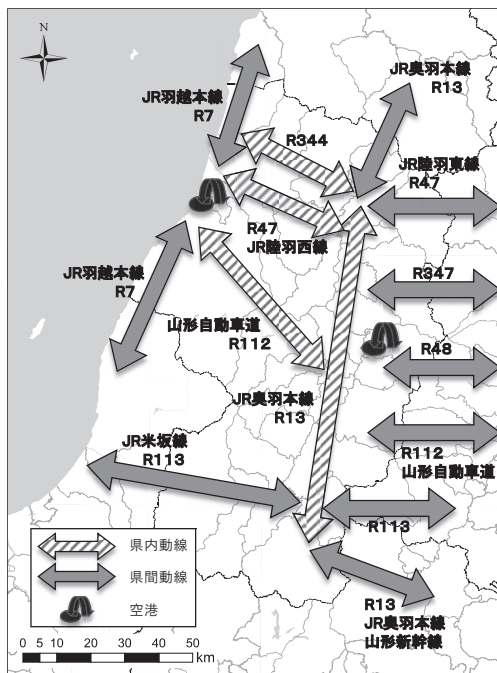 N
JR奥羽本線
R13
JR羽越本線
R7
R344
JR陸羽東線
R47
R47
JR陸羽西線
JR羽越本線
R7
R347
山形自動車道
R112
R48
JR奥羽本線
R13
JR米坂線
R113
R112
山形自動車道
R113
県内動線
県間動線
空港
R13
JR奥羽本線
山形新幹線
0 5 10 20 30 40 50
km